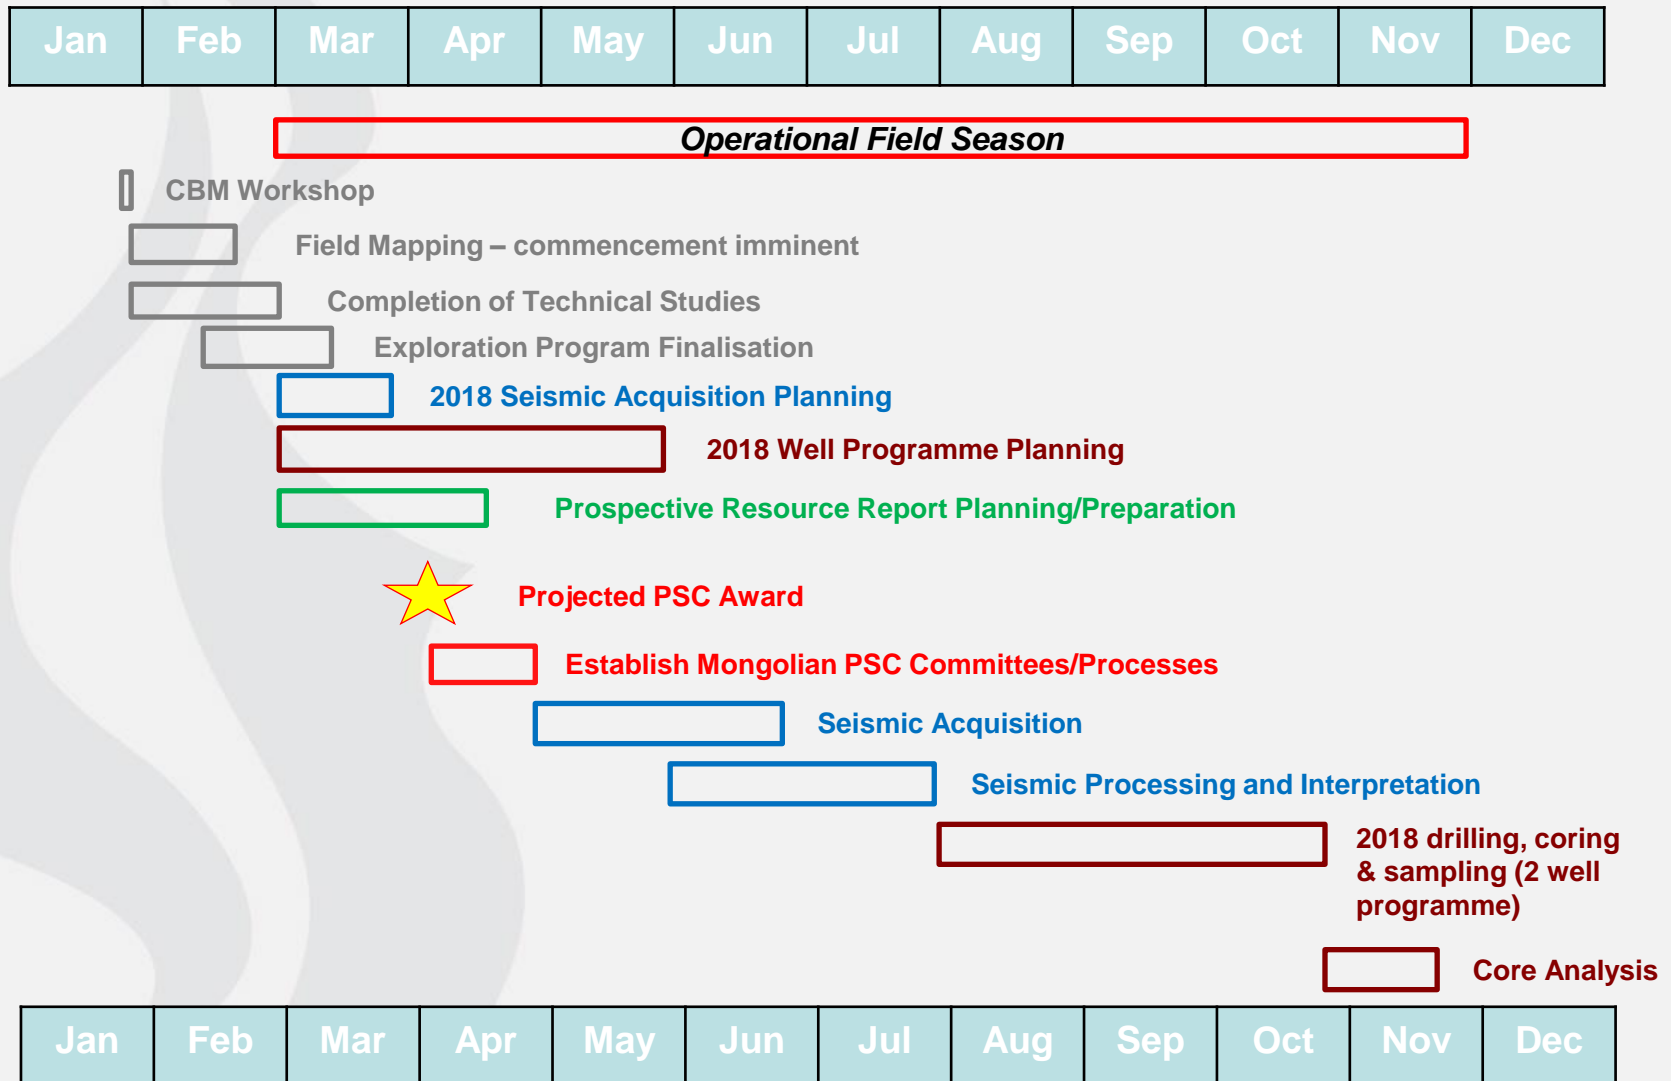 Jan Feb Mar Apr May Jun Jul Aug Sep Oct Nov Dec
Operational Field Season
CBM Workshop
Field Mapping – commencement imminent
Completion of Technical Studies
Exploration Program Finalisation
2018 Seismic Acquisition Planning
2018 Well Programme Planning
Prospective Resource Report Planning/Preparation
Projected PSC Award
Establish Mongolian PSC Committees/Processes
Seismic Acquisition
Seismic Processing and Interpretation
2018 drilling, coring
& sampling (2 well
programme)
Core Analysis
Jan Feb Mar Apr May Jun Jul Aug Sep Oct Nov Dec